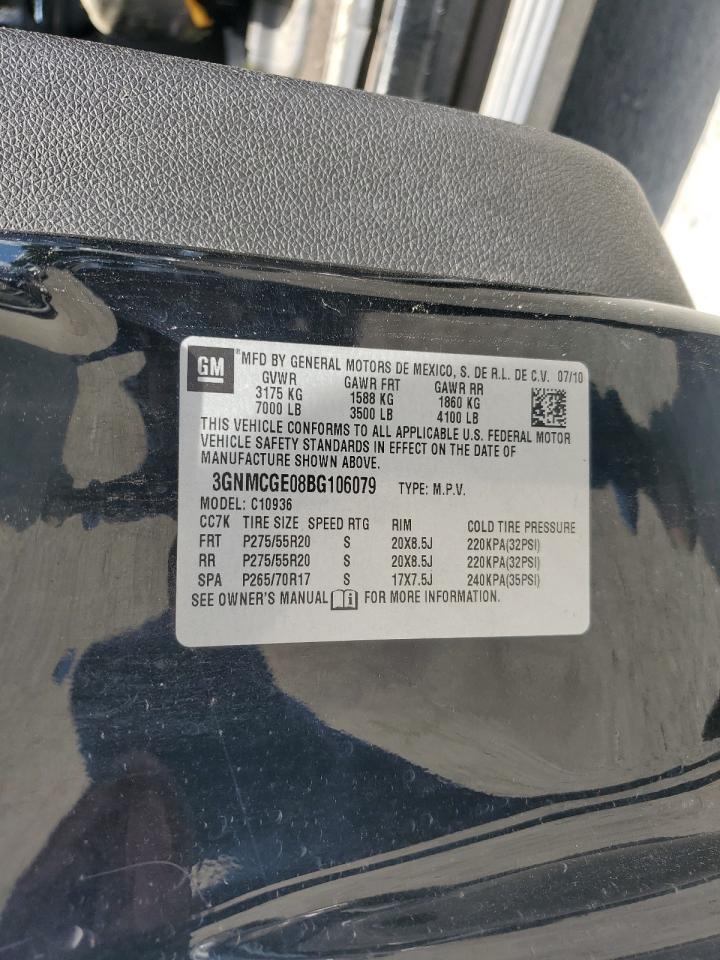 GM ® MFD BY GENERAL MOTORS DE MEXICO, S. DE R.L. DE C.V. 07/10
GVWR GAWR FRT GAWR RR
3175 KG 1588 KG 1860 KG
7000 LB 3500 LB 4100 LB
THIS VEHICLE CONFORMS TO ALL APPLICABLE U.S. FEDERAL MOTOR
VEHICLE SAFETY STANDARDS IN EFFECT ON THE DATE OF
MANUFACTURE SHOWN ABOVE.
3GNMCGE08BG106079 TYPE: M.P.V.
MODEL: C10936
CC7K TIRE SIZE SPEED RTG RIM COLD TIRE PRESSURE
FRT P275/55R20 S 20X8.5J 220KPA(32PSI)
RR P275/55R20 S 20X8.5J 220KPA(32PSI)
SPA P265/70R17 S 17X7.5J 240KPA(35PSI)
SEE OWNER'S MANUAL i FOR MORE INFORMATION.